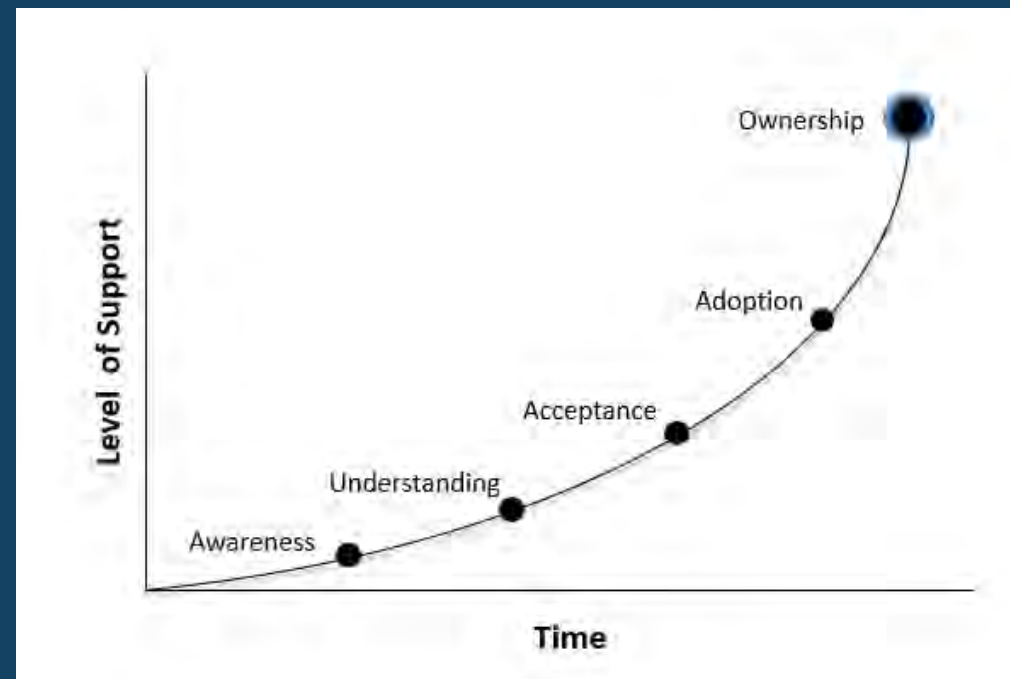 Ownership
Adoption
Acceptance
Understanding
Awareness
Level of Support
Time